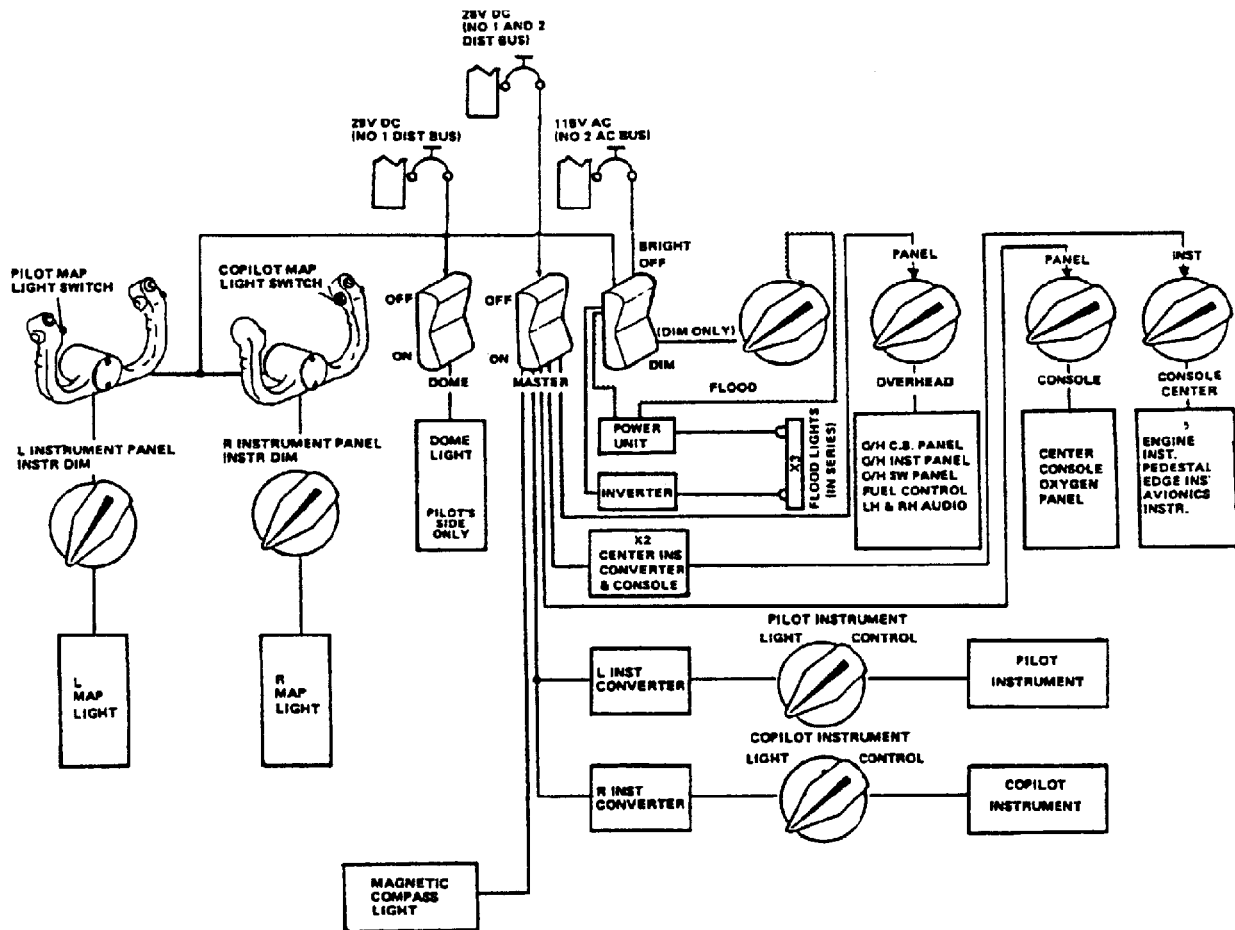 28V DC
(NO 1 AND 2
DIST BUS)
28V DC
(NO 1 DIST BUS)
115V AC
(NO 2 AC BUS)
PILOT MAP
LIGHT SWITCH
COPILOT MAP
LIGHT SWITCH
OFF
ON
DOME
OFF
ON
MASTER
BRIGHT
OFF
(DIM ONLY)
DIM
FLOOD
PANEL
OVERHEAD
PANEL
CONSOLE
INST
CONSOLE
CENTER
L INSTRUMENT PANEL
INSTR DIM
R INSTRUMENT PANEL
INSTR DIM
DOME
LIGHT
PILOT'S
SIDE
ONLY
POWER
UNIT
INVERTER
X3
FLOOD LIGHTS
(IN SERIES)
O/H C.B. PANEL
O/H INST PANEL
O/H SW PANEL
FUEL CONTROL
LH & RH AUDIO
CENTER
CONSOLE
OXYGEN
PANEL
5
ENGINE
INST.
PEDESTAL
EDGE INS
AVIONICS
INSTR.
X2
CENTER INS
CONVERTER
& CONSOLE
L
MAP
LIGHT
R
MAP
LIGHT
PILOT INSTRUMENT
LIGHT CONTROL
L INST
CONVERTER
PILOT
INSTRUMENT
COPILOT INSTRUMENT
LIGHT CONTROL
R INST
CONVERTER
COPILOT
INSTRUMENT
MAGNETIC
COMPASS
LIGHT